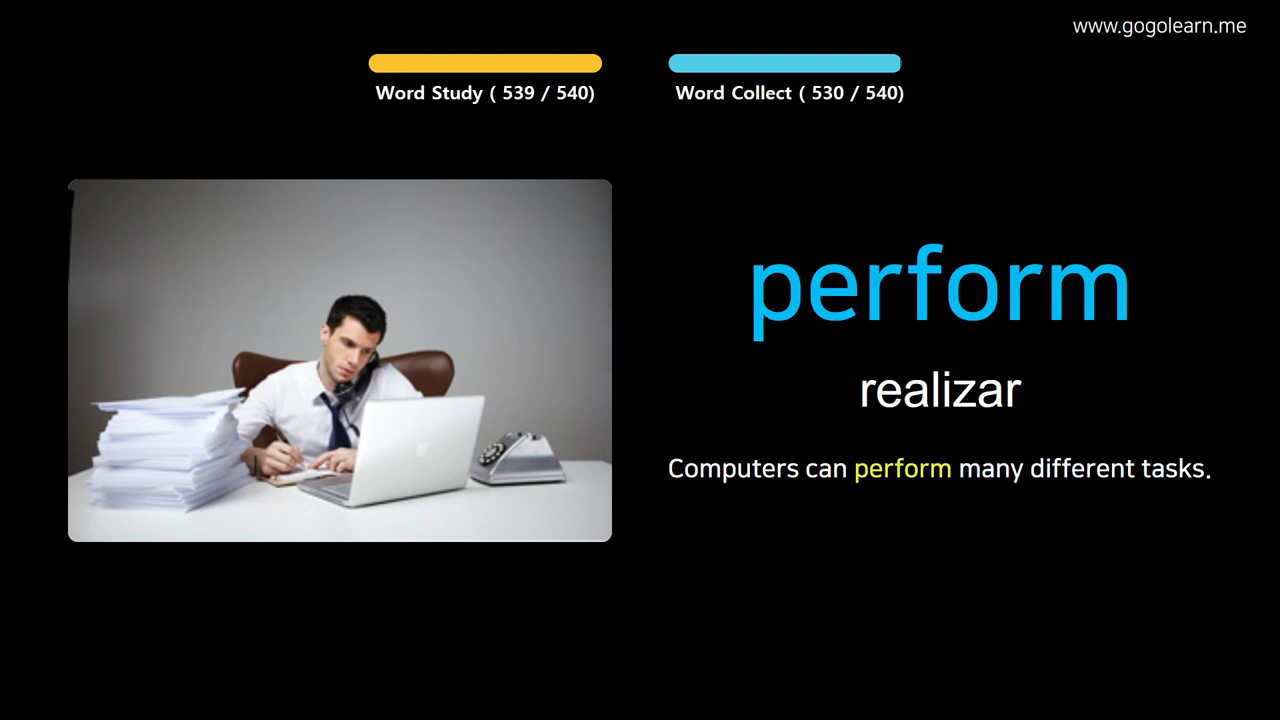 www.gogolearn.me
Word Study ( 539 / 540)
Word Collect ( 530 / 540)
perform
realizar
Computers can perform many different tasks.